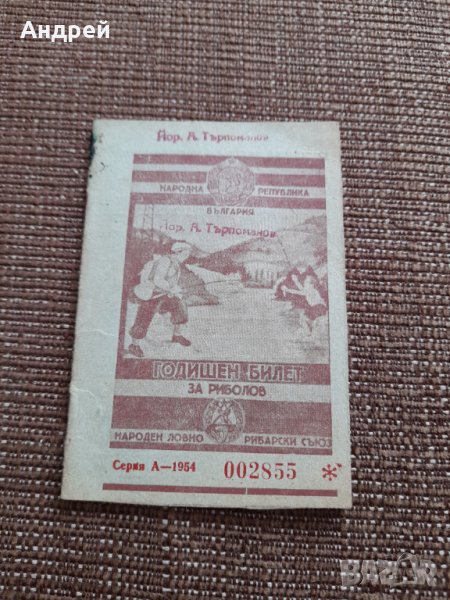 Андрей
Йор. А. Търпоманов
НАРОДНА РЕПУБЛИКА
БЪЛГАРИЯ
Йор. А. Търпоманов
ГОДИШЕН БИЛЕТ
ЗА РИБОЛОВ
НАРОДЕН ЛОВНО РИБАРСКИ СЪЮЗ
Серия А—1954 002855 *
BAZAR